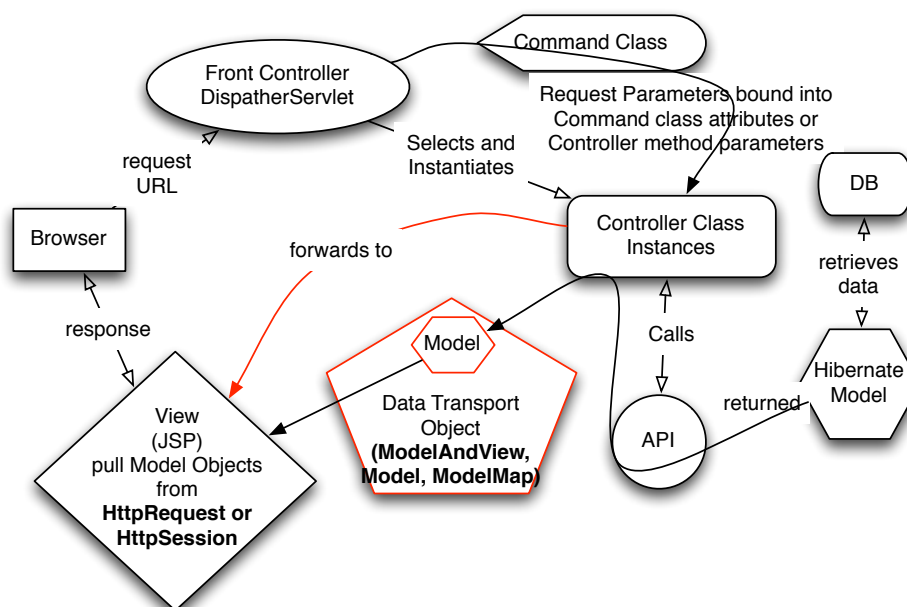 Command Class
Front Controller
DispatherServlet
Request Parameters bound into
Command class attributes or
Controller method parameters
Selects and
Instantiates
request
URL
DB
Browser
Controller Class
Instances
forwards to
retrieves
data
response
Model
Calls
Hibernate
Model
View
(JSP)
pull Model Objects
from
HttpRequest or
HttpSession
Data Transport
Object
(ModelAndView,
Model, ModelMap)
API
returned